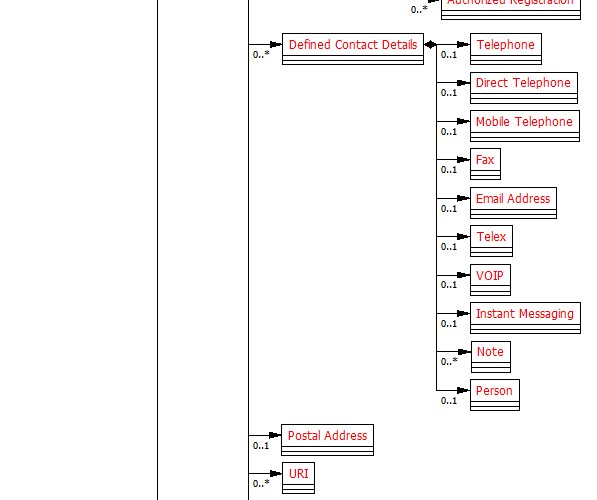 Authorized Registration
0..*
Defined Contact Details
0..*
Telephone
0..1
Direct Telephone
0..1
Mobile Telephone
0..1
Fax
0..1
Email Address
0..1
Telex
0..1
VOIP
0..1
Instant Messaging
0..1
Note
0..*
Person
0..1
Postal Address
0..1
URI
0..*